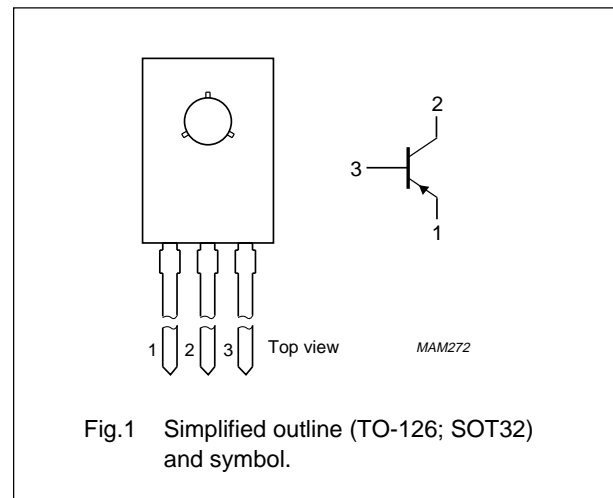 2
3
1
1 2 3 Top view MAM272
Fig.1 Simplified outline (TO-126; SOT32)
and symbol.